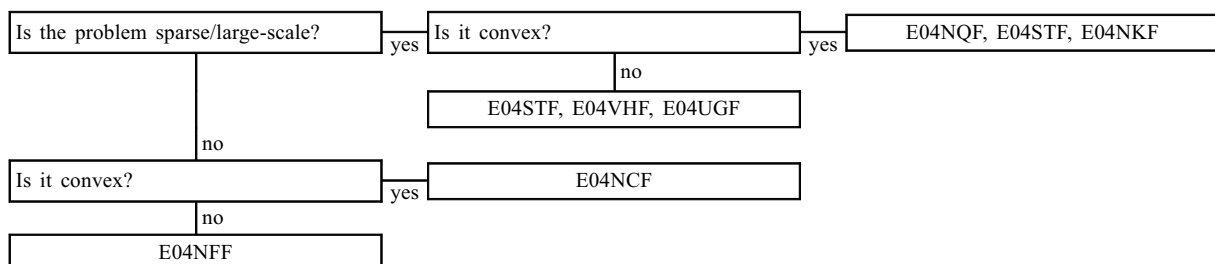 Is the problem sparse/large-scale?
yes
Is it convex?
yes
E04NQF, E04STF, E04NKF
no
E04STF, E04VHF, E04UGF
no
Is it convex?
yes
E04NCF
no
E04NFF